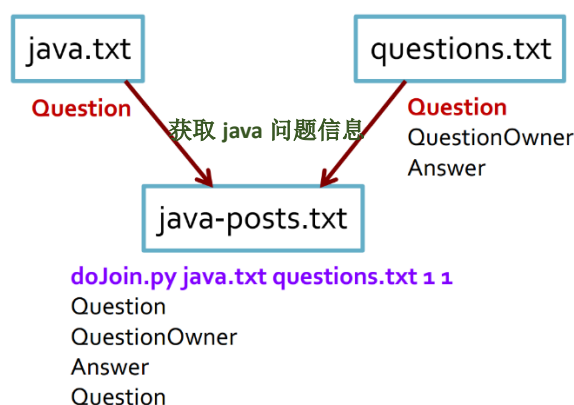 java.txt
questions.txt
Question
获取 java 问题信息
Question
QuestionOwner
Answer
java-posts.txt
doJoin.py java.txt questions.txt 1 1
Question
QuestionOwner
Answer
Question